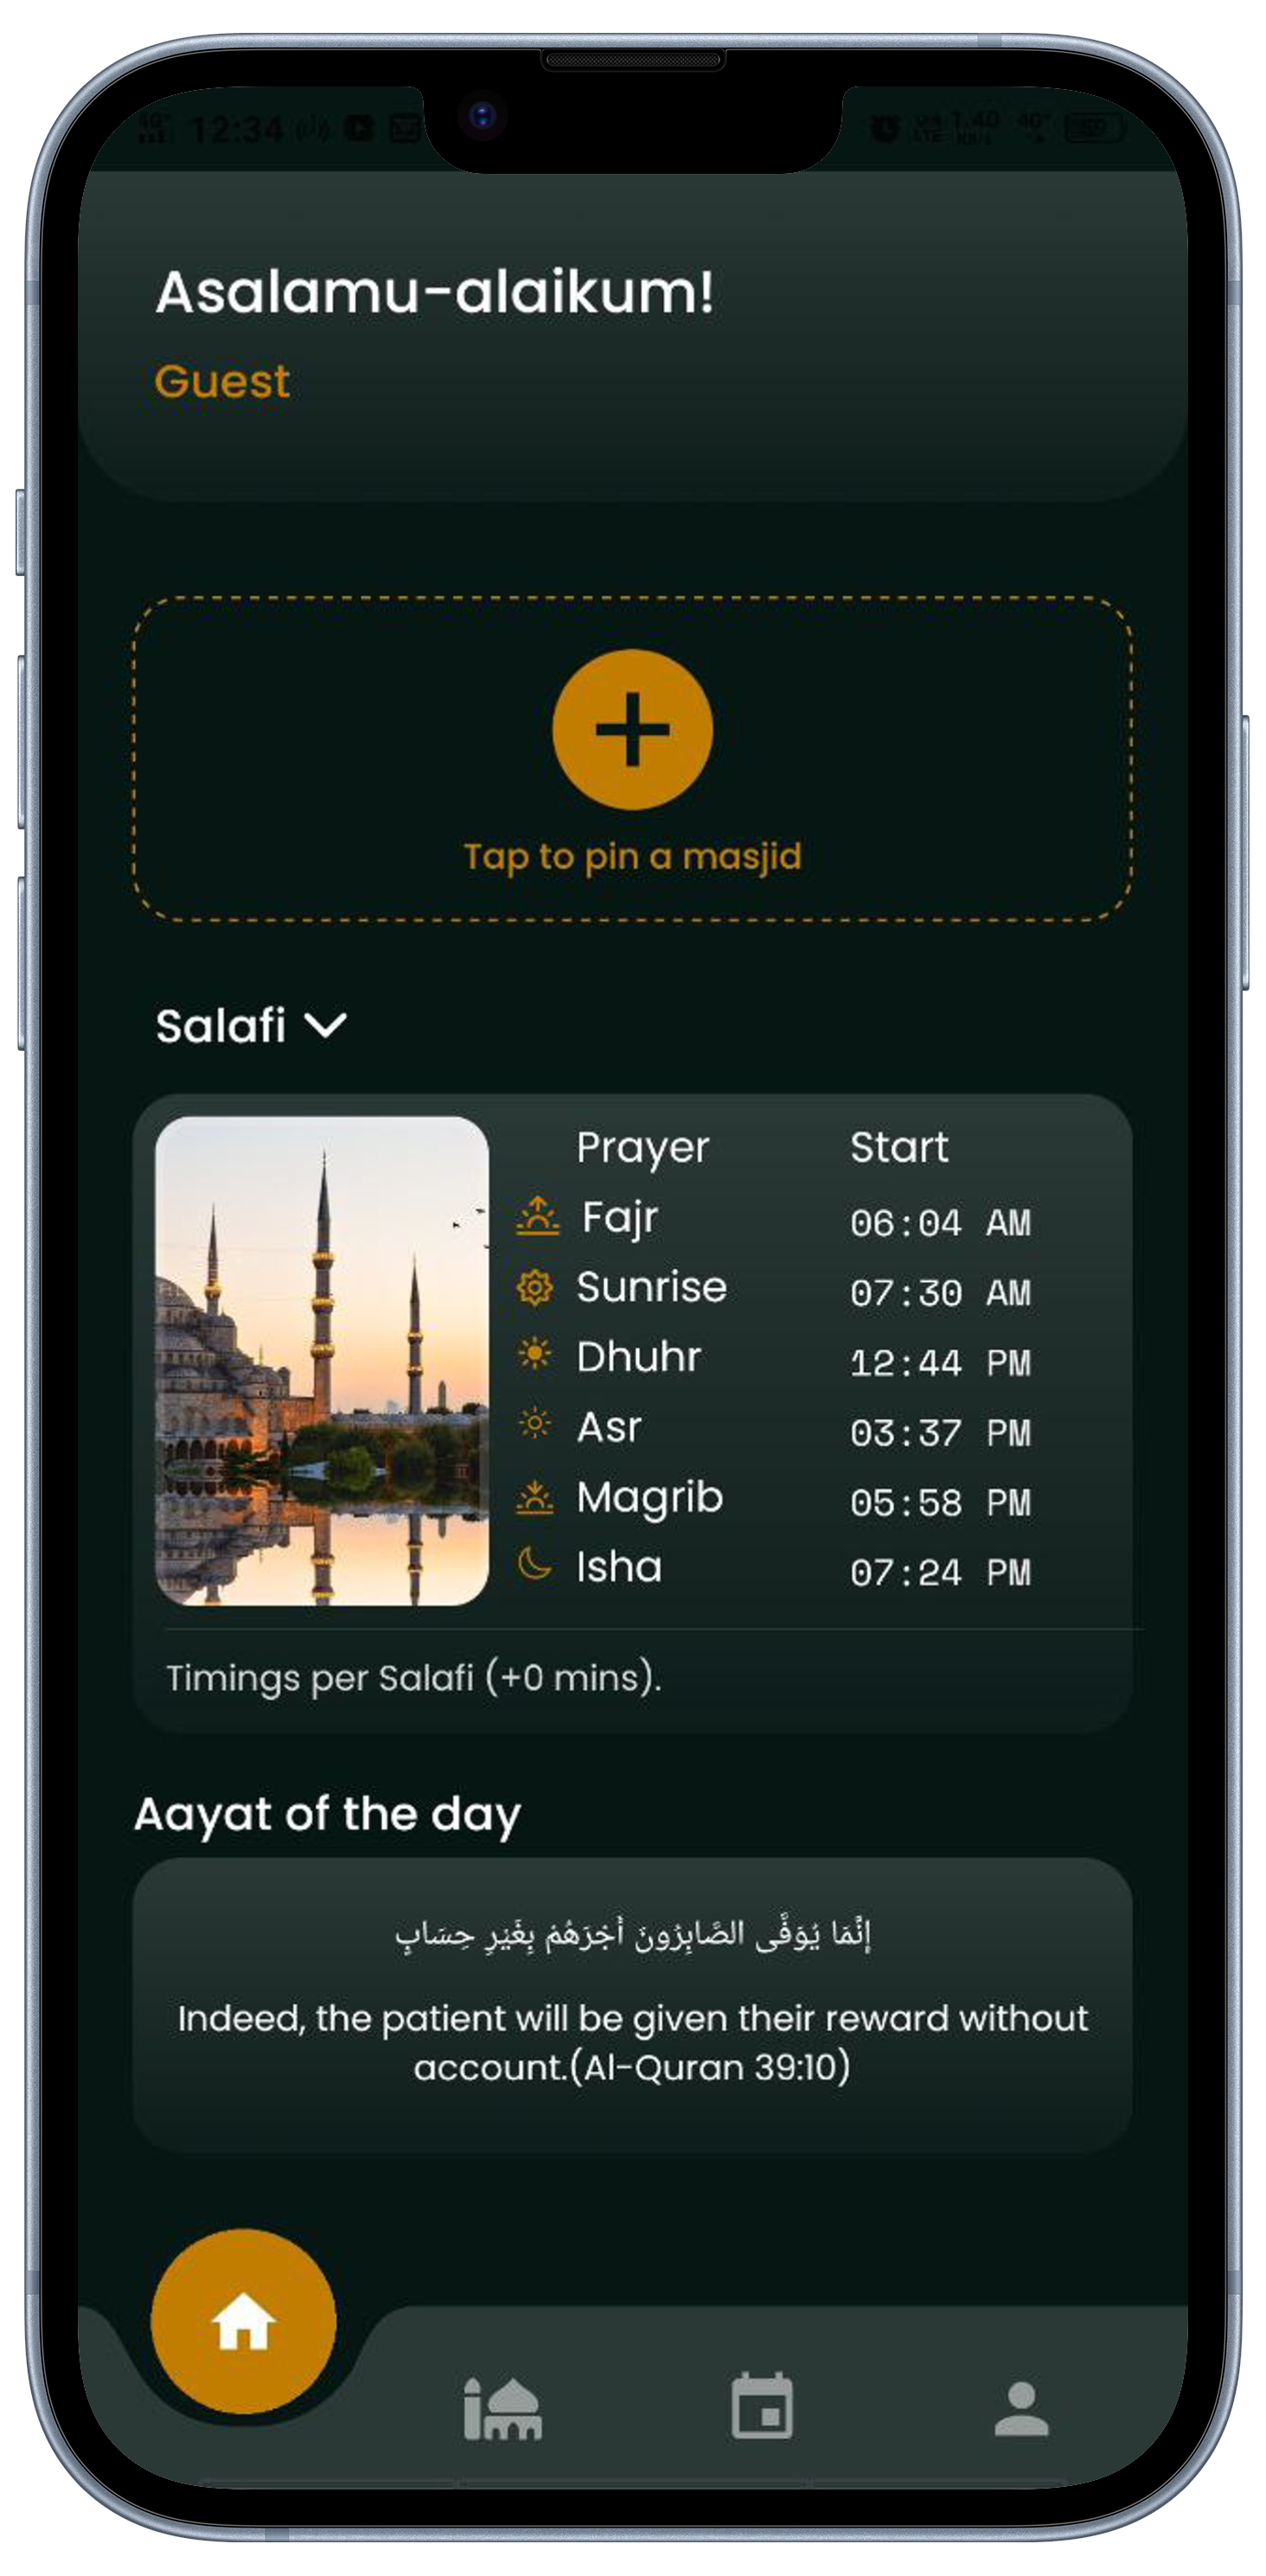 12:34
4G+
1.40
Asalamu-alaikum!
Guest
Tap to pin a masjid
Salafi
Prayer Start
Fajr 06:04 AM
Sunrise 07:30 AM
Dhuhr 12:44 PM
Asr 03:37 PM
Magrib 05:58 PM
Isha 07:24 PM
Timings per Salafi (+0 mins).
Aayat of the day
إِنَّمَا يُوَفَّى الصَّابِرُونَ أَجْرَهُمْ بِغَيْرِ حِسَابٍ
Indeed, the patient will be given their reward without
account.(Al-Quran 39:10)